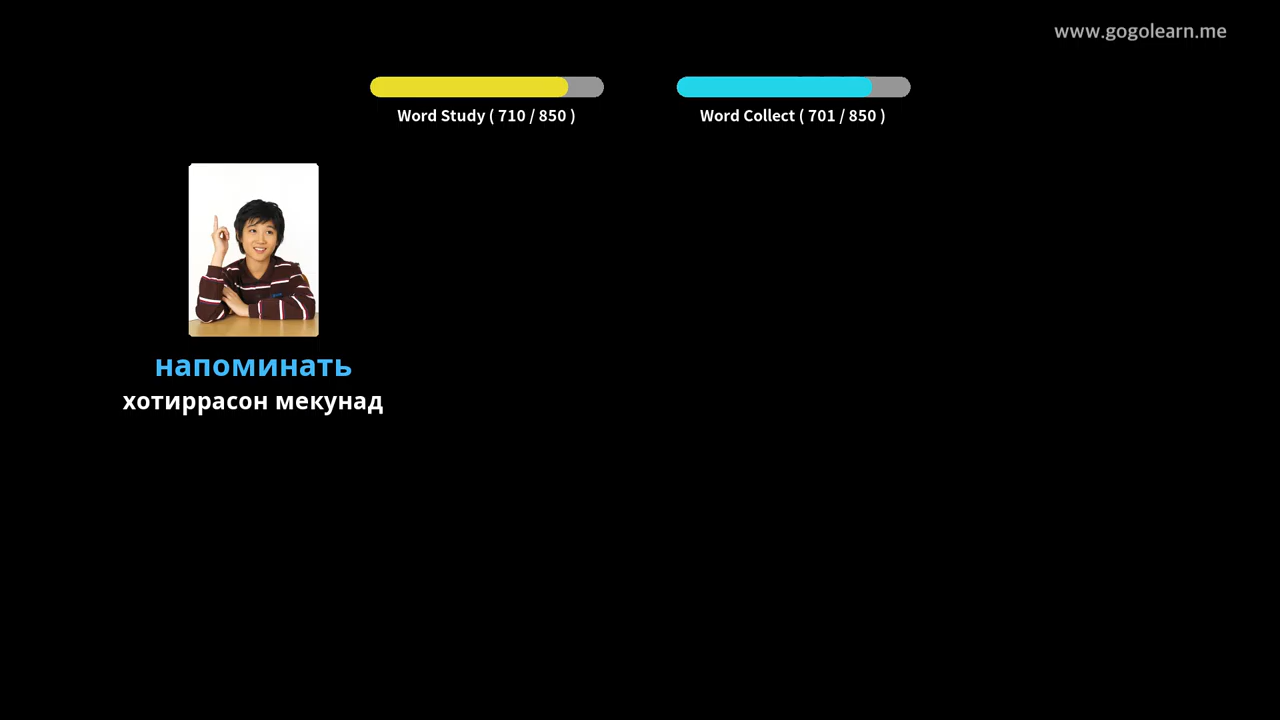 www.gogolearn.me
Word Study ( 710 / 850 )
Word Collect ( 701 / 850 )
напоминать
хотиррасон мекунад